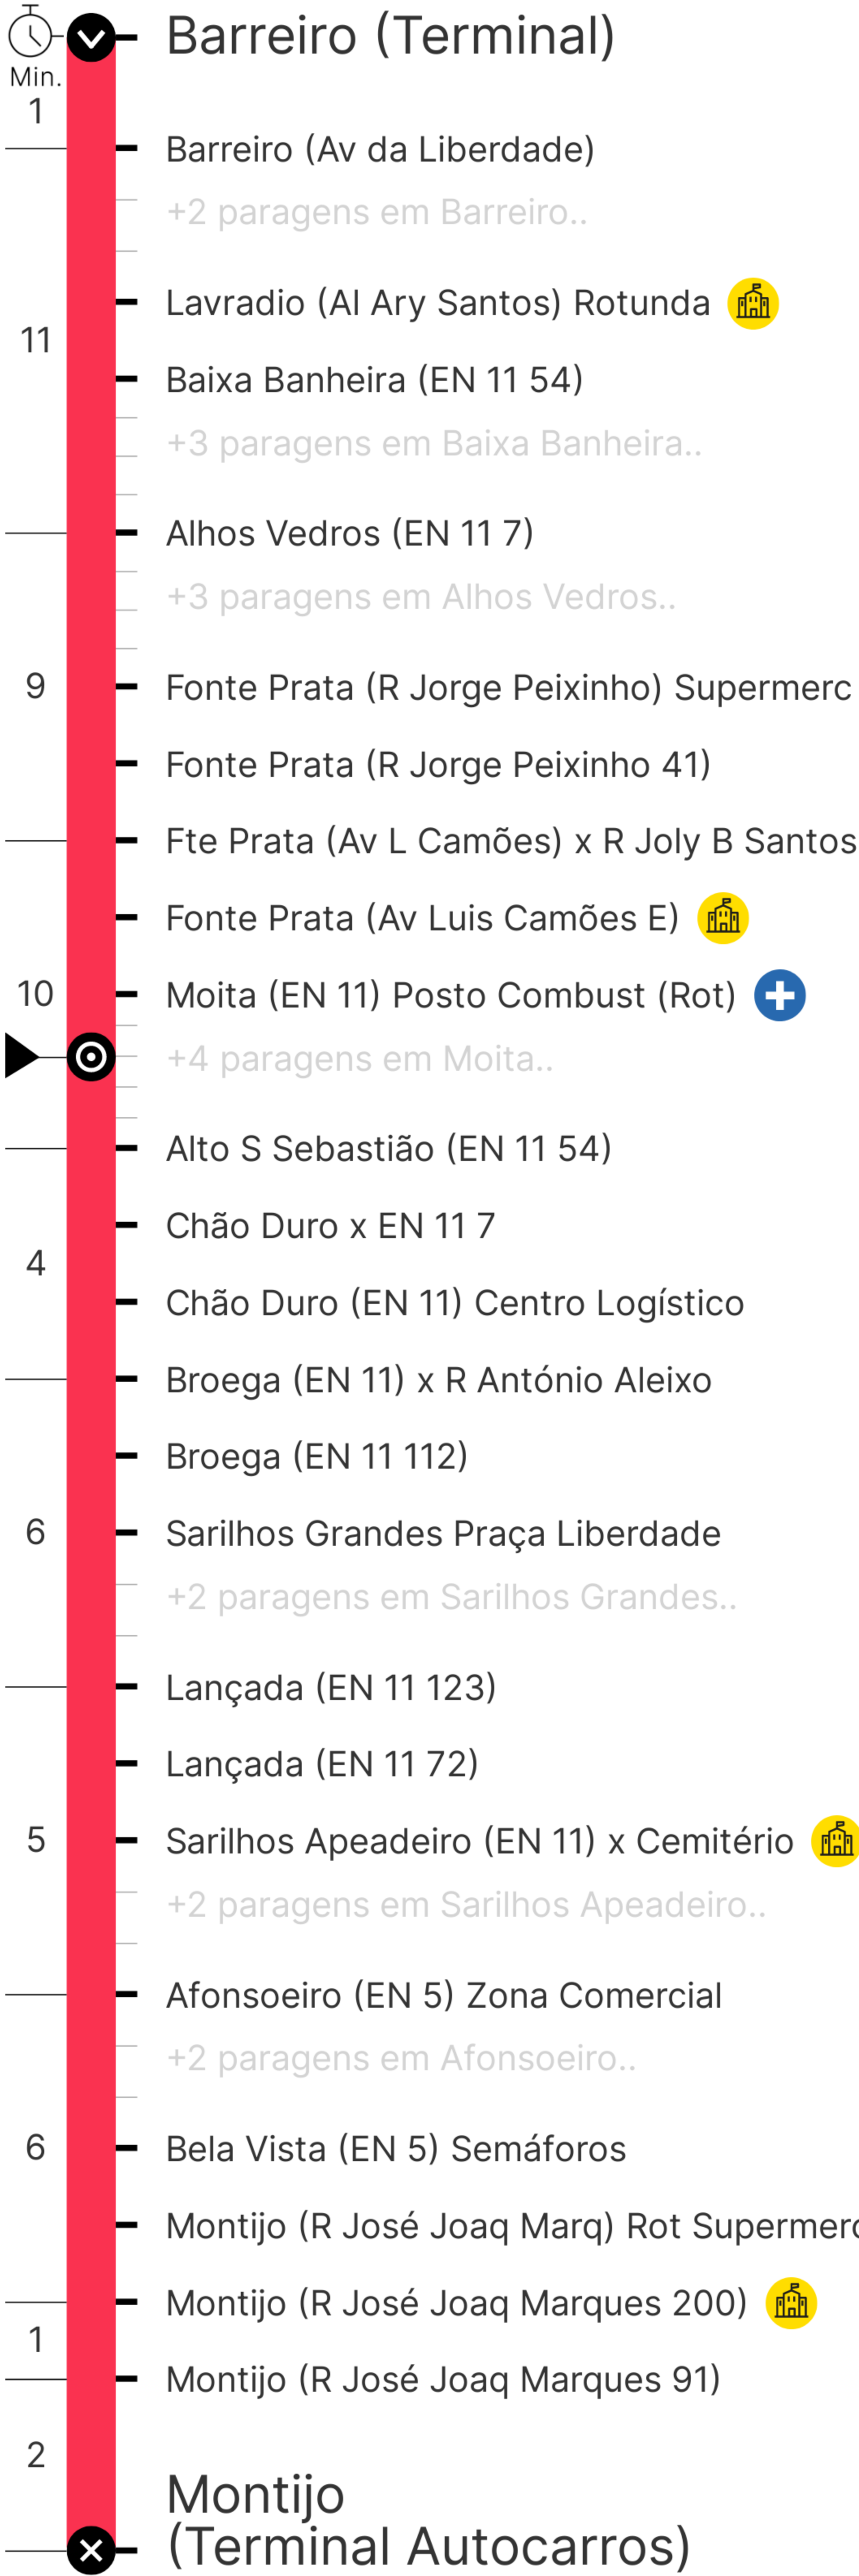 Barreiro (Terminal)
Min.
1
Barreiro (Av da Liberdade)
+2 paragens em Barreiro..
Lavradio (Al Ary Santos) Rotunda
11
Baixa Banheira (EN 11 54)
+3 paragens em Baixa Banheira..
Alhos Vedros (EN 11 7)
+3 paragens em Alhos Vedros..
9
Fonte Prata (R Jorge Peixinho) Supermerc
Fonte Prata (R Jorge Peixinho 41)
Fte Prata (Av L Camões) x R Joly B Santos
Fonte Prata (Av Luis Camões E)
10
Moita (EN 11) Posto Combust (Rot)
+4 paragens em Moita..
Alto S Sebastião (EN 11 54)
Chão Duro x EN 11 7
4
Chão Duro (EN 11) Centro Logístico
Broega (EN 11) x R António Aleixo
Broega (EN 11 112)
6
Sarilhos Grandes Praça Liberdade
+2 paragens em Sarilhos Grandes..
Lançada (EN 11 123)
Lançada (EN 11 72)
5
Sarilhos Apeadeiro (EN 11) x Cemitério
+2 paragens em Sarilhos Apeadeiro..
Afonsoeiro (EN 5) Zona Comercial
+2 paragens em Afonsoeiro..
6
Bela Vista (EN 5) Semáforos
Montijo (R José Joaq Marq) Rot Supermerc
Montijo (R José Joaq Marques 200)
1
Montijo (R José Joaq Marques 91)
2
Montijo
(Terminal Autocarros)